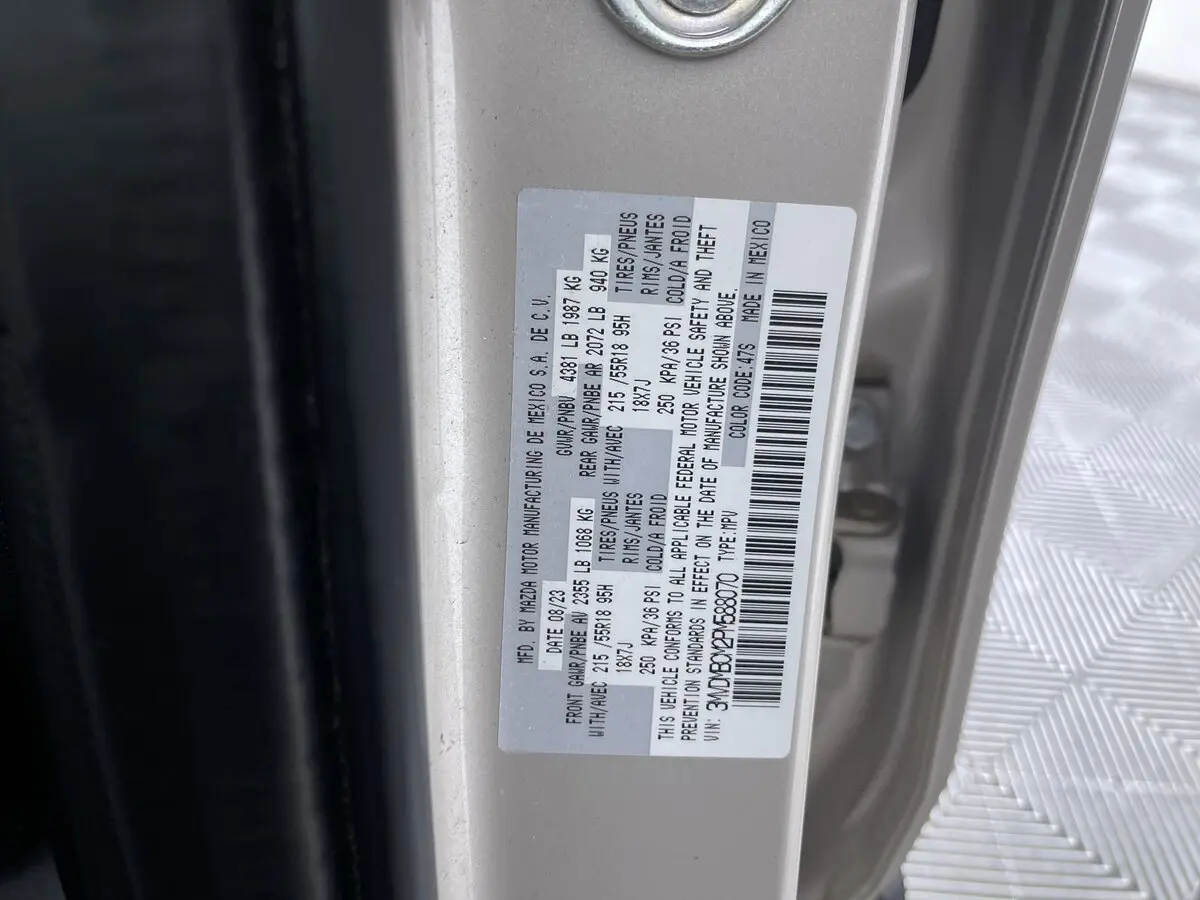 MFD. BY MAZDA MOTOR MANUFACTURING DE MEXICO S.A. DE C.V.
DATE 08/23 GVWR/PNBV 4381 LB 1987 KG
FRONT GAWR/PNBE AV 2355 LB 1068 KG REAR GAWR/PNBE AR 2072 LB 940 KG
WITH/AVEC 215 /55R18 95H TIRES/PNEUS WITH/AVEC 215 /55R18 95H TIRES/PNEUS
18X7J RIMS/JANTES 18X7J RIMS/JANTES
250 KPA/36 PSI COLD/A FROID 250 KPA/36 PSI COLD/A FROID
THIS VEHICLE CONFORMS TO ALL APPLICABLE FEDERAL MOTOR VEHICLE SAFETY AND THEFT
PREVENTION STANDARDS IN EFFECT ON THE DATE OF MANUFACTURE SHOWN ABOVE.
VIN: 3MVDMBCM2PM588070 TYPE:MPV COLOR CODE:47S MADE IN MEXICO